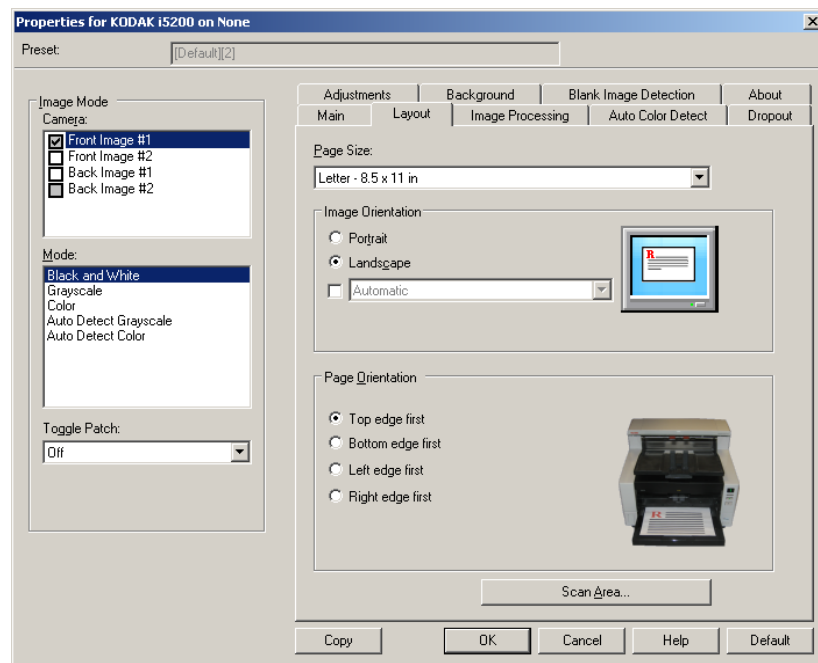 Properties for KODAK i5200 on None
Preset:
[Default][2]
Image Mode
Camera:
Front Image #1
Front Image #2
Back Image #1
Back Image #2
Mode:
Black and White
Grayscale
Color
Auto Detect Grayscale
Auto Detect Color
Toggle Patch:
Off
Adjustments Background Blank Image Detection About
Main Layout Image Processing Auto Color Detect Dropout
Page Size:
Letter - 8.5 x 11 in
Image Orientation
Portrait
Landscape
R
Automatic
Page Orientation
Top edge first
Bottom edge first
Left edge first
Right edge first
R
Scan Area...
Copy OK Cancel Help Default